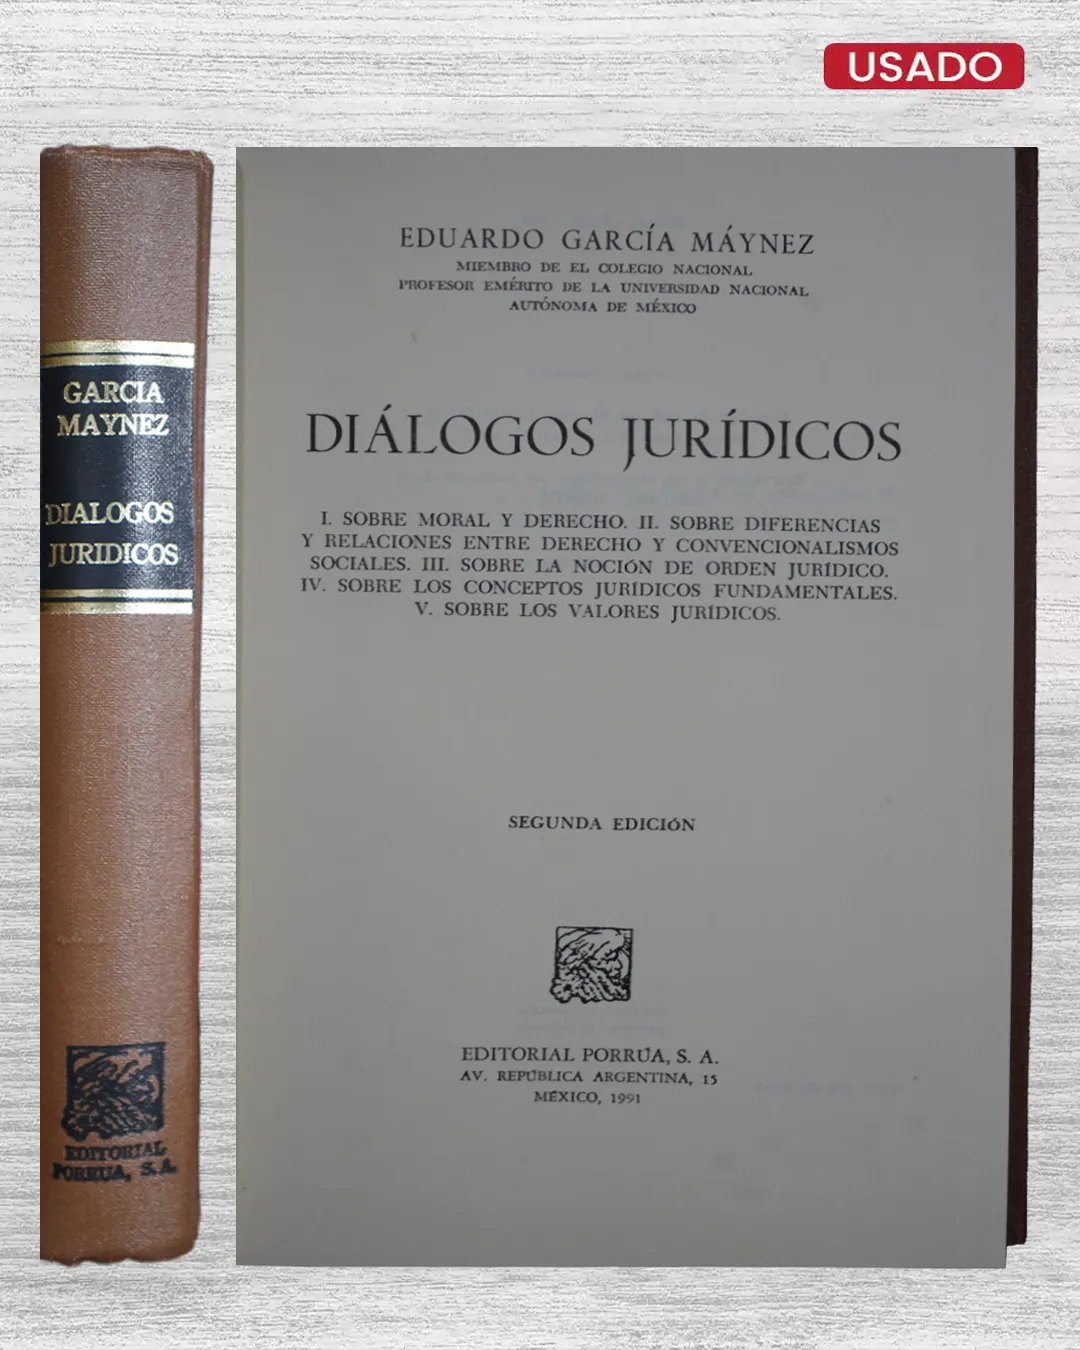 USADO
GARCIA
MAYNEZ
DIALOGOS
JURIDICOS
EDITORIAL
PORRUA, S. A.
EDUARDO GARCÍA MÁYNEZ
MIEMBRO DE EL COLEGIO NACIONAL
PROFESOR EMÉRITO DE LA UNIVERSIDAD NACIONAL
AUTÓNOMA DE MÉXICO
DIÁLOGOS JURÍDICOS
I. SOBRE MORAL Y DERECHO. II. SOBRE DIFERENCIAS
Y RELACIONES ENTRE DERECHO Y CONVENCIONALISMOS
SOCIALES. III. SOBRE LA NOCIÓN DE ORDEN JURÍDICO.
IV. SOBRE LOS CONCEPTOS JURÍDICOS FUNDAMENTALES.
V. SOBRE LOS VALORES JURÍDICOS.
SEGUNDA EDICIÓN
EDITORIAL PORRÚA, S. A.
AV. REPÚBLICA ARGENTINA, 15
MÉXICO, 1991